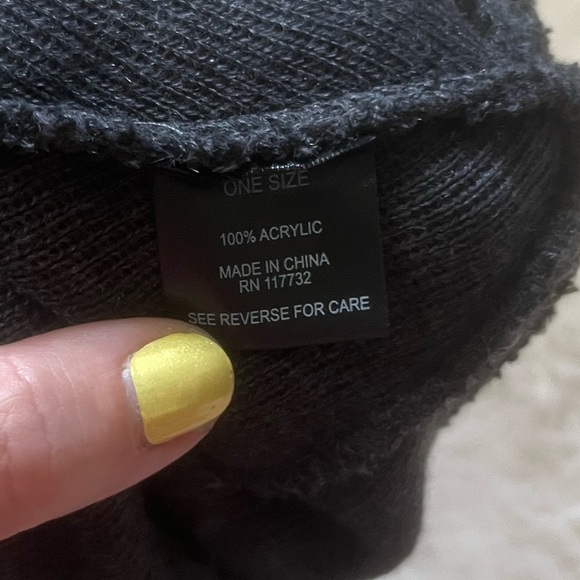 ONE SIZE
100% ACRYLIC
MADE IN CHINA
RN 117732
SEE REVERSE FOR CARE